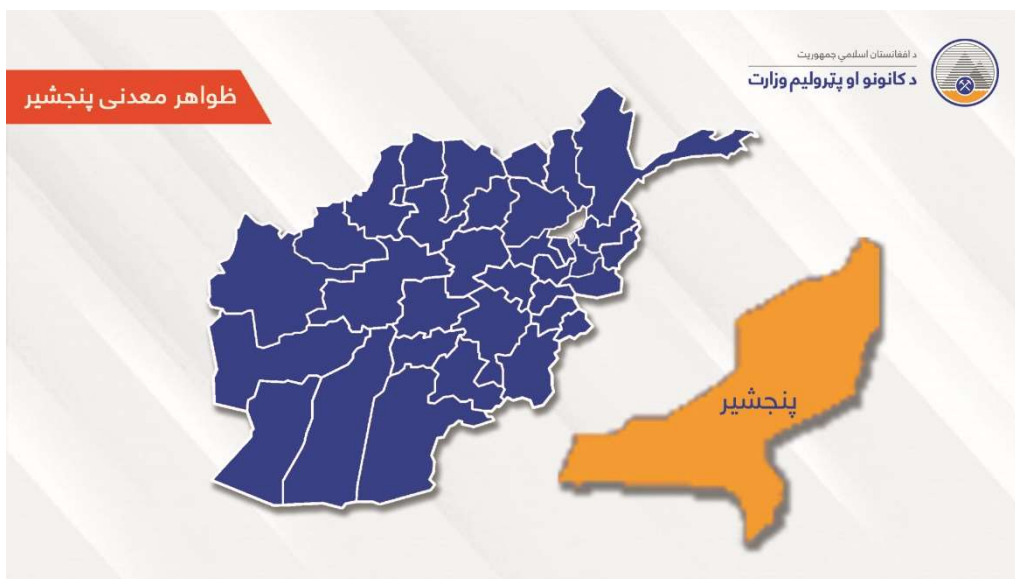 د افغانستان اسلامي جمهوریت
د کانونو او پټرولیم وزارت
ظواهر معدنی پنجشیر
پنجشیر